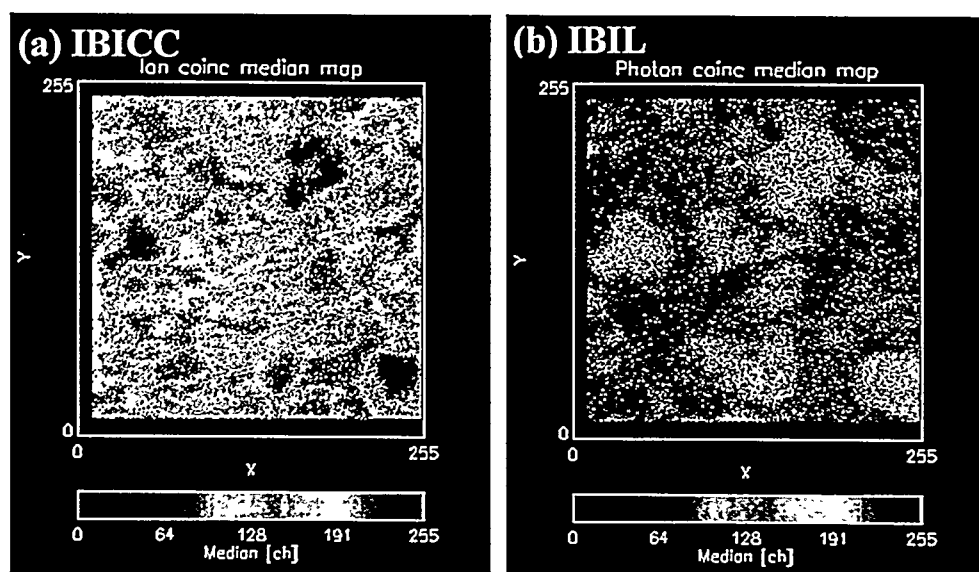 (a) IBICC
Ion coinc median map
255
Y
0
0
255
X
0 64 128 191 255
Median [ch]
(b) IBIL
Photon coinc median map
255
Y
0
0
255
X
0 64 128 191 255
Median [ch]